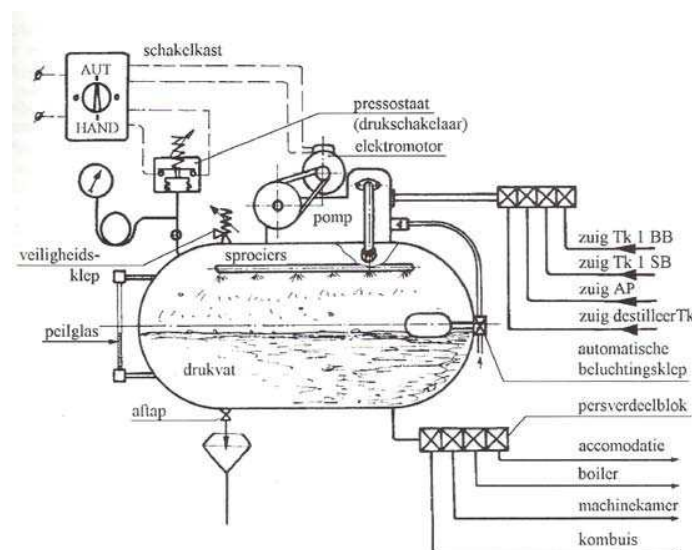 schakelkast
AUT
HAND
pressostaat
(drukschakelaar)
elektromotor
pomp
veiligheids-
klep
sprociers
zuig Tk 1 BB
zuig Tk 1 SB
zuig AP
zuig destilleerTk
peilglas
drukvat
automatische
beluchtingsklep
aftap
persverdeelblok
accomodatie
boiler
machinekamer
kombuis